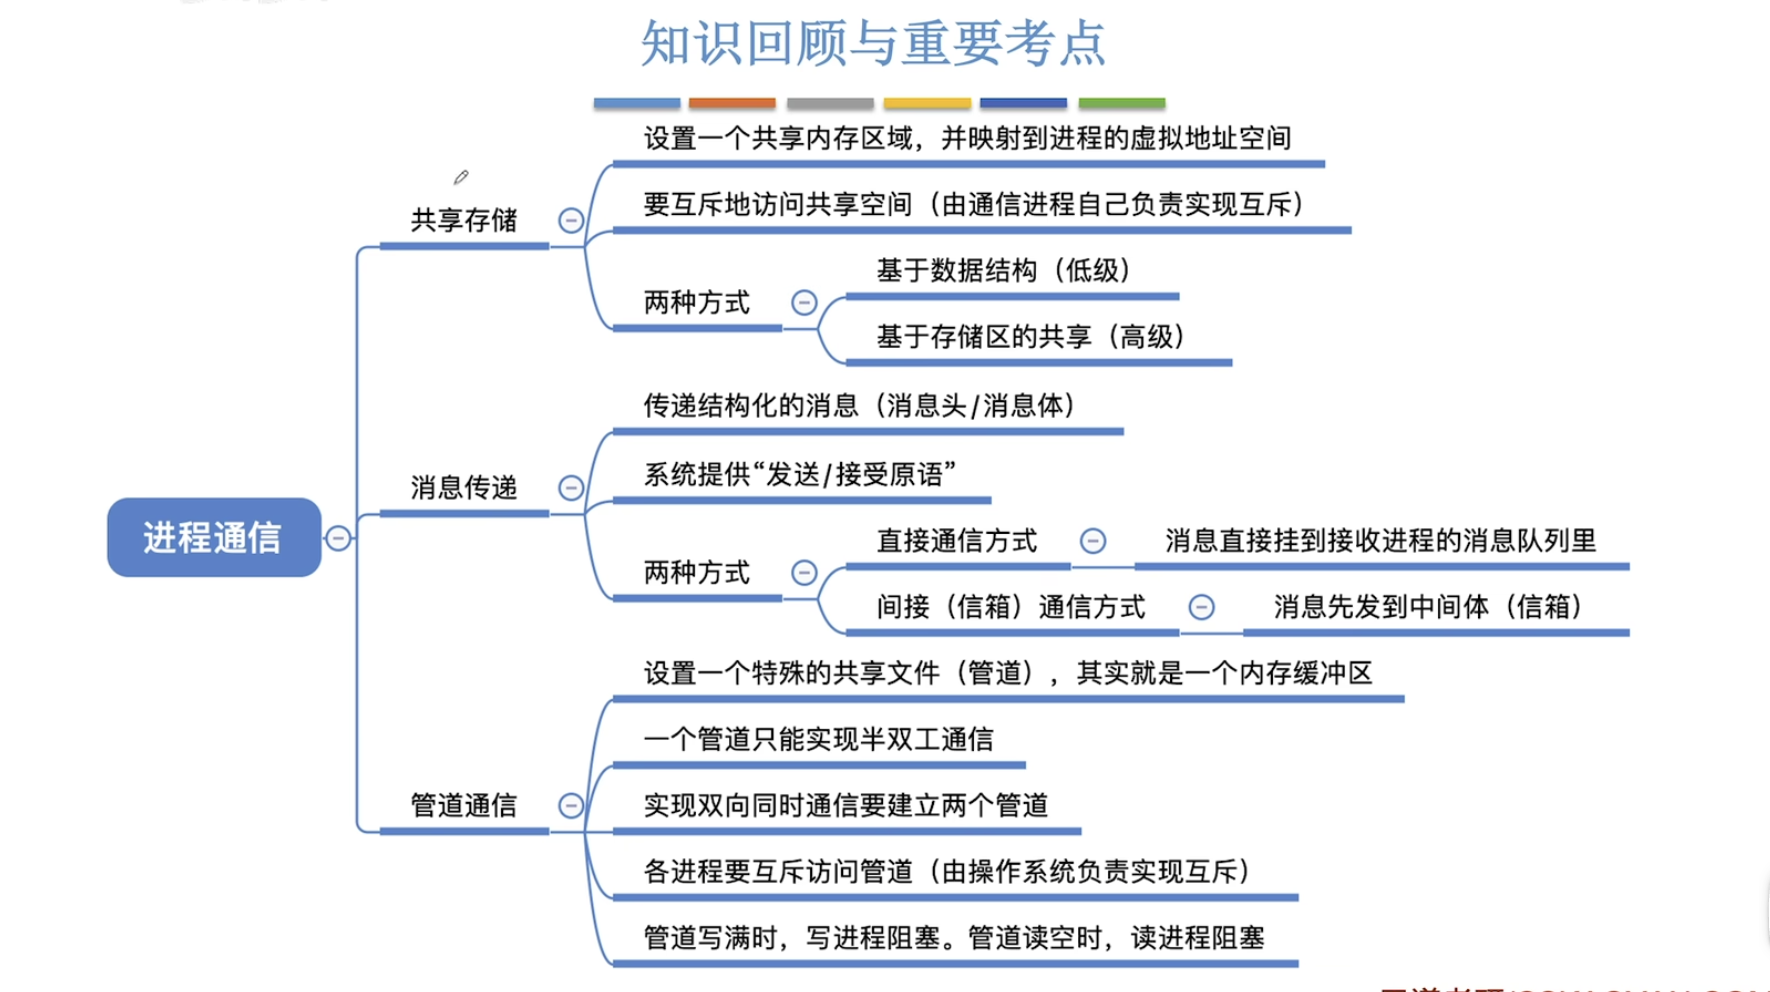 知识回顾与重要考点
设置一个共享内存区域，并映射到进程的虚拟地址空间
共享存储
要互斥地访问共享空间（由通信进程自己负责实现互斥）
两种方式
基于数据结构（低级）
基于存储区的共享（高级）
传递结构化的消息（消息头/消息体）
消息传递
系统提供“发送/接受原语”
进程通信
两种方式
直接通信方式
消息直接挂到接收进程的消息队列里
间接（信箱）通信方式
消息先发到中间体（信箱）
设置一个特殊的共享文件（管道），其实就是一个内存缓冲区
一个管道只能实现半双工通信
管道通信
实现双向同时通信要建立两个管道
各进程要互斥访问管道（由操作系统负责实现互斥）
管道写满时，写进程阻塞。管道读空时，读进程阻塞